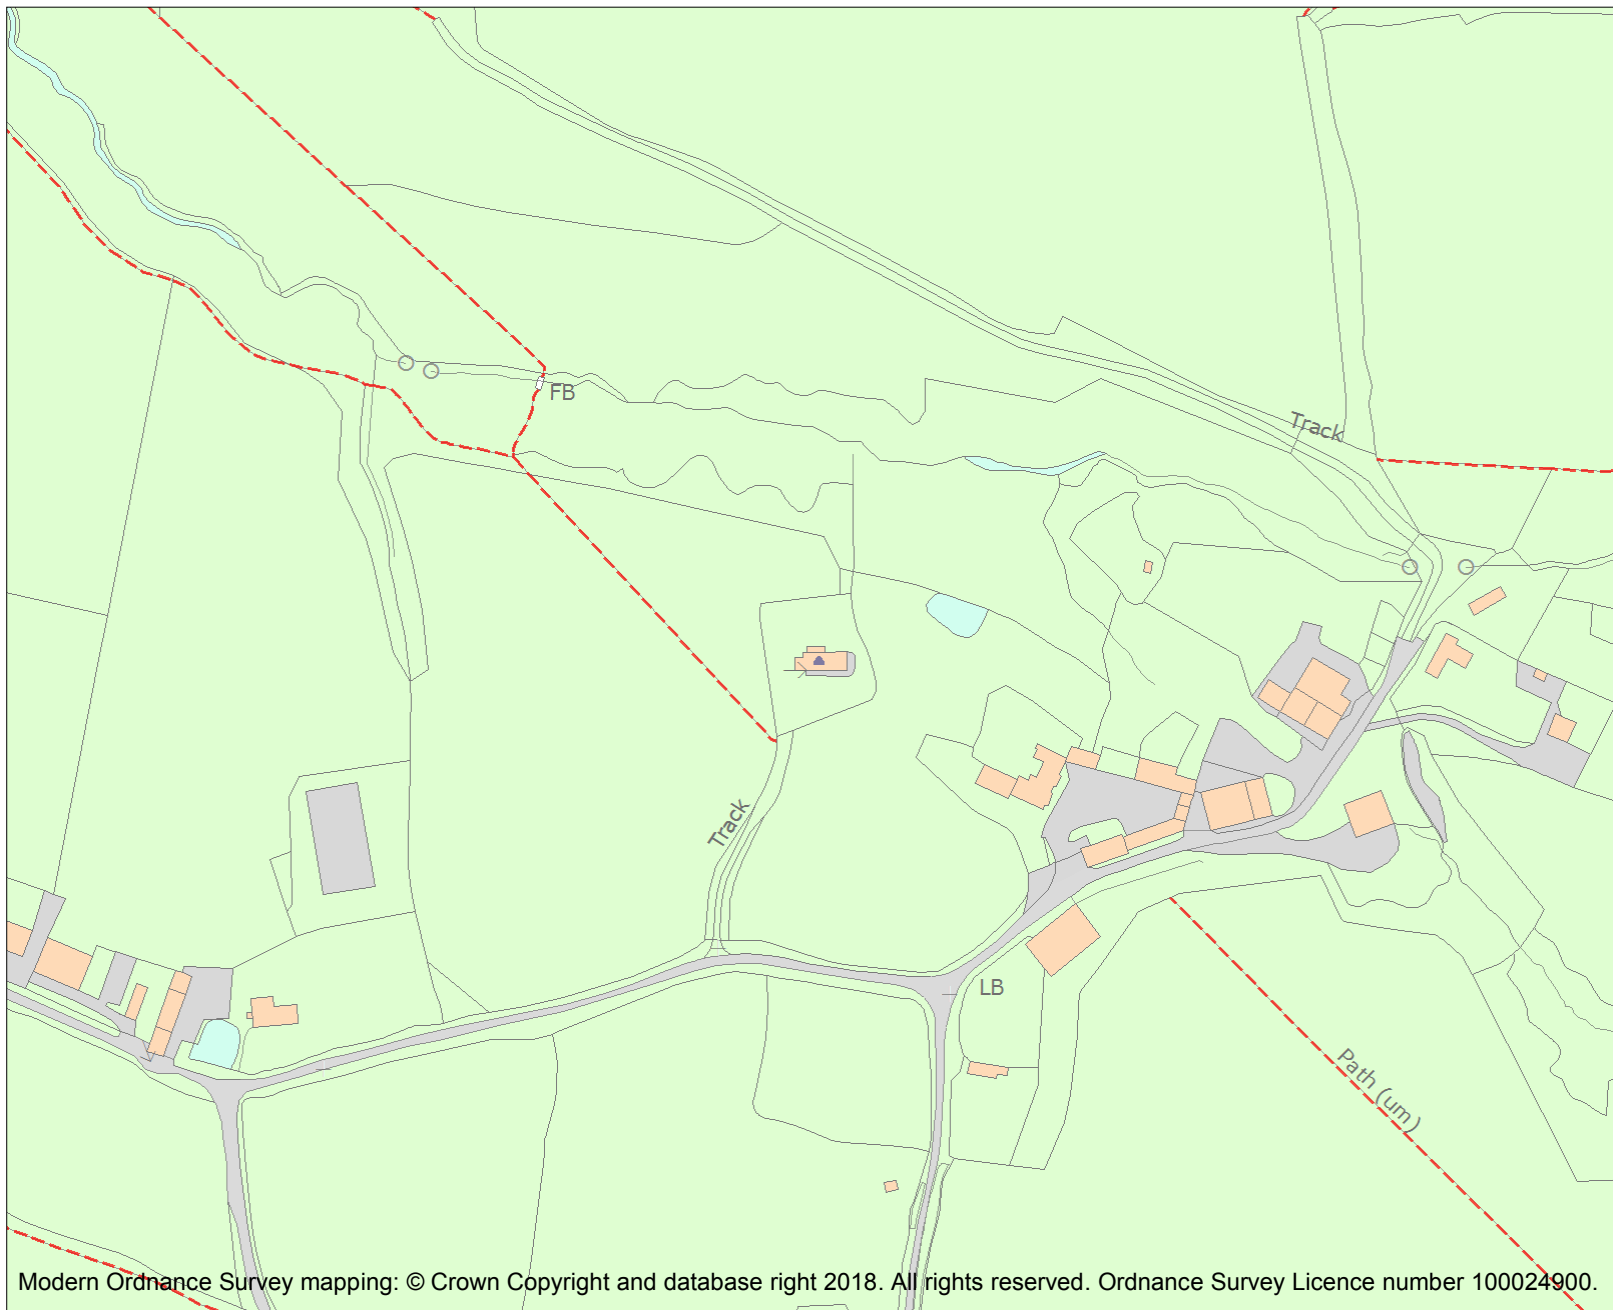 FB
Track
Track
LB
Path (um)
Modern Ordnance Survey mapping: © Crown Copyright and database right 2018. All rights reserved. Ordnance Survey Licence number 100024900.